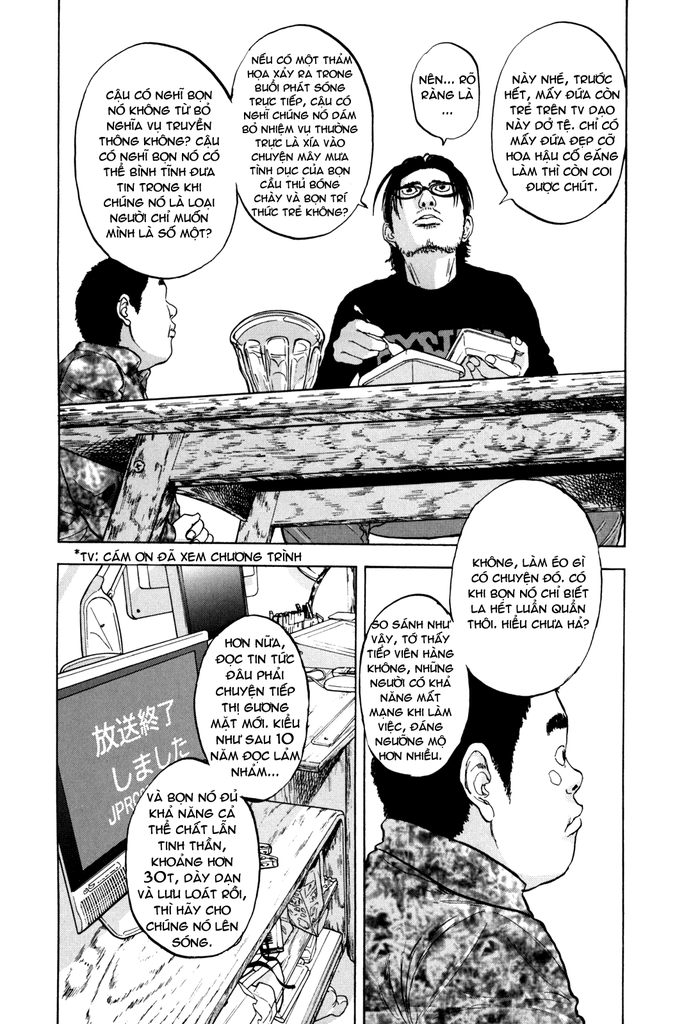 NÀY NHÉ, TRƯỚC
HẾT, MẤY ĐỨA CÒN
TRẺ TRÊN TV DẠO
NÀY DỞ TỆ. CHỈ CÓ
MẤY ĐỨA ĐẸP CỠ
HOA HẬU CỐ GẮNG
LÀM THÌ CÒN COI
ĐƯỢC CHÚT.
NÊN... RÕ
RÀNG LÀ
...
NẾU CÓ MỘT THẢM
HỌA XẢY RA TRONG
BUỔI PHÁT SÓNG
TRỰC TIẾP, CẬU CÓ
NGHĨ CHÚNG NÓ DÁM
BỎ NHIỆM VỤ THƯỜNG
TRỰC LÀ XÍA VÀO
CHUYỆN MÂY MƯA
TÌNH DỤC CỦA BỌN
CẦU THỦ BÓNG
CHÀY VÀ BỌN TRÍ
THỨC TRẺ KHÔNG?
CẬU CÓ NGHĨ BỌN
NÓ KHÔNG TỪ BỎ
NGHĨA VỤ TRUYỀN
THÔNG KHÔNG? CẬU
CÓ NGHĨ BỌN NÓ CÓ
THỂ BÌNH TĨNH ĐƯA
TIN TRONG KHI
CHÚNG NÓ LÀ LOẠI
NGƯỜI CHỈ MUỐN
MÌNH LÀ SỐ MỘT?
KHÔNG, LÀM ÉO GÌ
CÓ CHUYỆN ĐÓ. CÓ
KHI BỌN NÓ CHỈ BIẾT
LA HÉT LUẨN QUẨN
THÔI. HIỂU CHƯA HẢ?
SO SÁNH NHƯ
VẬY, TỚ THẤY
TIẾP VIÊN HÀNG
KHÔNG, NHỮNG
NGƯỜI CÓ KHẢ
NĂNG MẤT
MẠNG KHI LÀM
VIỆC, ĐÁNG
NGƯỠNG MỘ
HƠN NHIỀU.
*TV: CÁM ƠN ĐÃ XEM CHƯƠNG TRÌNH
HƠN NỮA,
ĐỌC TIN TỨC
ĐÂU PHẢI
CHUYỆN TIẾP
THỊ GƯƠNG
MẶT MỚI. KIỂU
NHƯ SAU 10
NĂM ĐỌC LẢM
NHẢM...
放送終了
しました
VÀ BỌN NÓ ĐỦ
KHẢ NĂNG CẢ
THỂ CHẤT LẪN
TINH THẦN,
KHOẢNG HƠN
30T, DÀY DẠN
VÀ LƯU LOÁT RỒI,
THÌ HÃY CHO
CHÚNG NÓ LÊN
SÓNG.